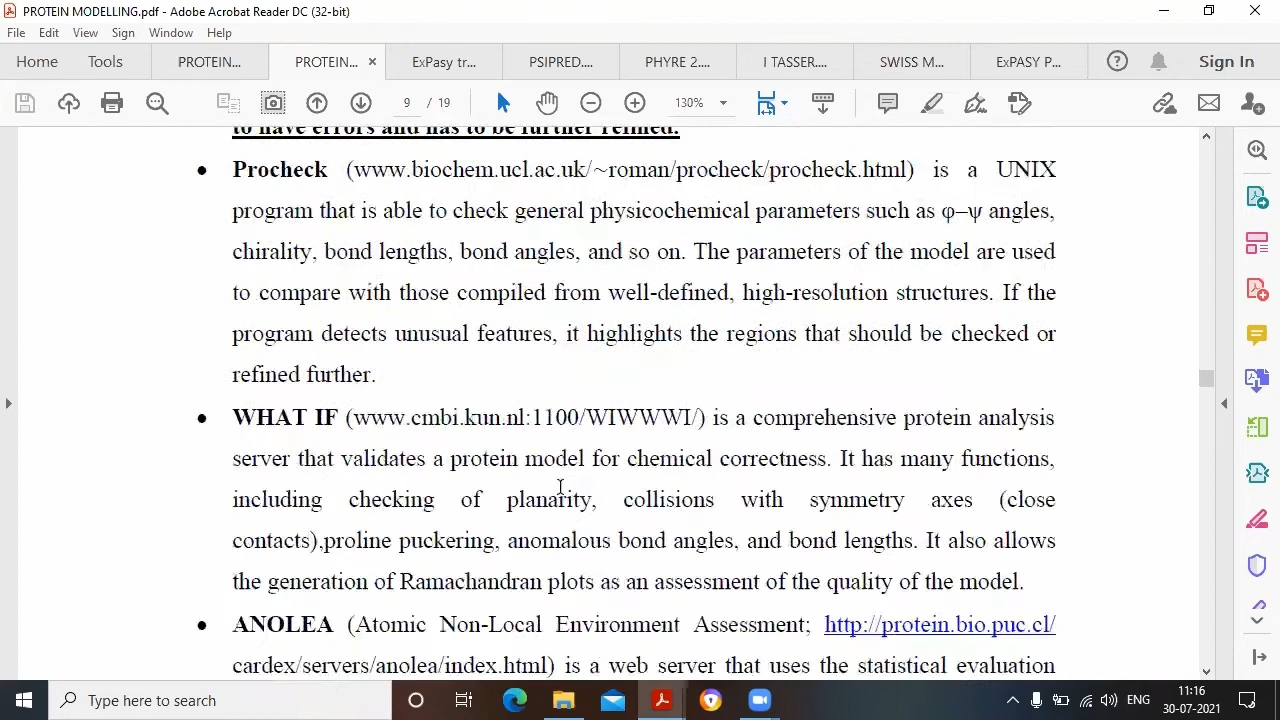 PROTEIN MODELLING.pdf - Adobe Acrobat Reader DC (32-bit)
File Edit View Sign Window Help
Home Tools PROTEIN... PROTEIN... × ExPasy tr... PSIPRED.... PHYRE 2.... I TASSER.... SWISS M... ExPASY P... Sign In
9 / 19 130%
to have errors and has to be further refined.
• Procheck (www.biochem.ucl.ac.uk/~roman/procheck/procheck.html) is a UNIX
program that is able to check general physicochemical parameters such as φ–ψ angles,
chirality, bond lengths, bond angles, and so on. The parameters of the model are used
to compare with those compiled from well-defined, high-resolution structures. If the
program detects unusual features, it highlights the regions that should be checked or
refined further.
• WHAT IF (www.cmbi.kun.nl:1100/WIWWWI/) is a comprehensive protein analysis
server that validates a protein model for chemical correctness. It has many functions,
including checking of planarity, collisions with symmetry axes (close
contacts),proline puckering, anomalous bond angles, and bond lengths. It also allows
the generation of Ramachandran plots as an assessment of the quality of the model.
• ANOLEA (Atomic Non-Local Environment Assessment; http://protein.bio.puc.cl/
cardex/servers/anolea/index.html) is a web server that uses the statistical evaluation
Type here to search ENG 11:16
30-07-2021